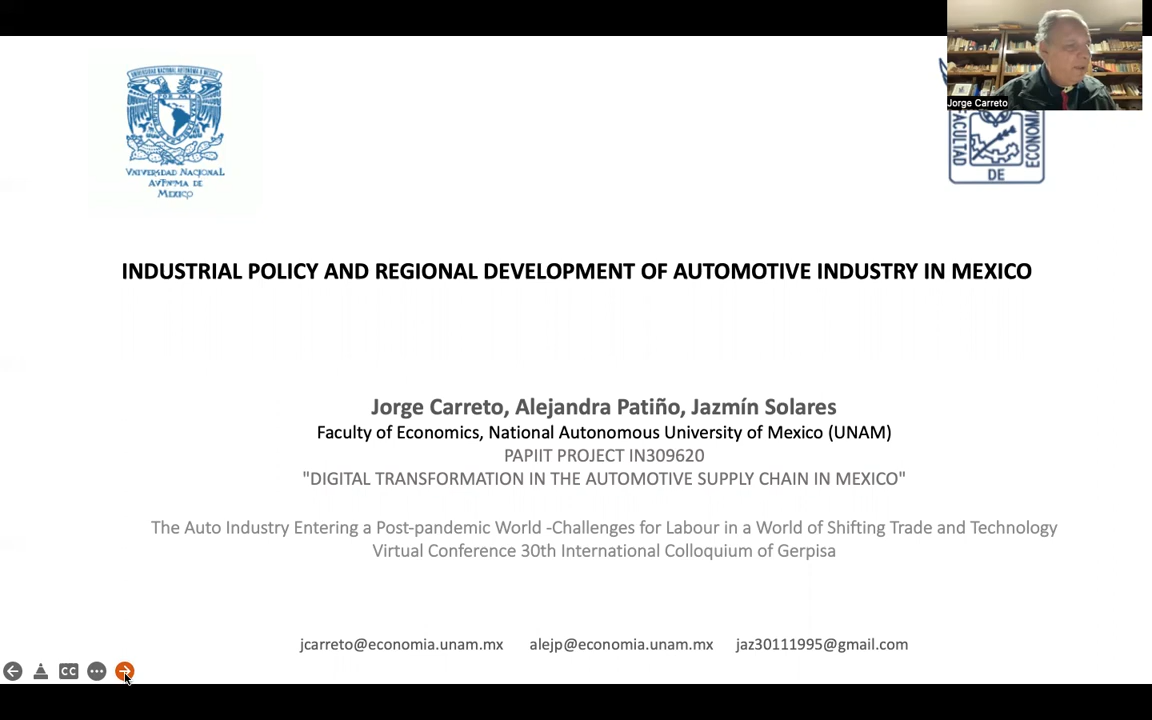 UNIVERSIDAD NACIONAL
AVTNMA DE
MEXICO
Jorge Carreto
FACULTAD
DE
ECONOMIA
INDUSTRIAL POLICY AND REGIONAL DEVELOPMENT OF AUTOMOTIVE INDUSTRY IN MEXICO
Jorge Carreto, Alejandra Patiño, Jazmín Solares
Faculty of Economics, National Autonomous University of Mexico (UNAM)
PAPIIT PROJECT IN309620
"DIGITAL TRANSFORMATION IN THE AUTOMOTIVE SUPPLY CHAIN IN MEXICO"
The Auto Industry Entering a Post-pandemic World -Challenges for Labour in a World of Shifting Trade and Technology
Virtual Conference 30th International Colloquium of Gerpisa
jcarreto@economia.unam.mx alejp@economia.unam.mx jaz30111995@gmail.com
CC